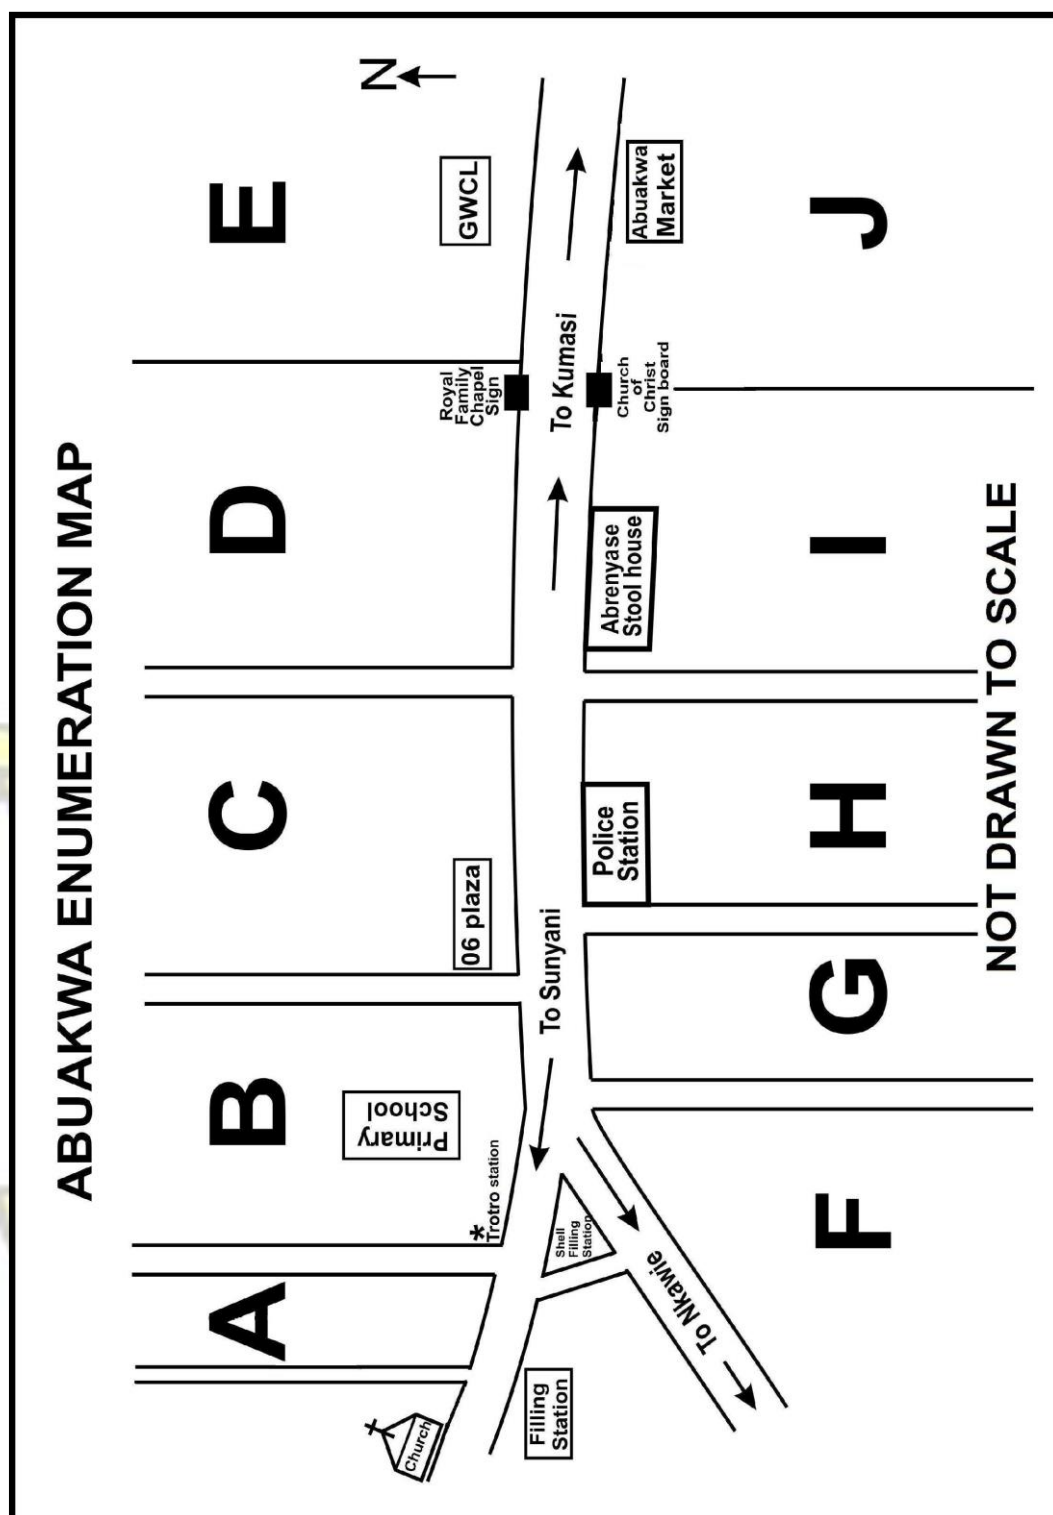 ABUAKWA ENUMERATION MAP
N
A
B
C
D
E
Church
*
Trotro station
Primary
School
06 plaza
Royal
Family
Chapel
Sign
GWCL
Filling
Station
Shell
Filling
Station
To Sunyani
To Kumasi
To Nkawie
Police
Station
Abrenyase
Stool house
Church
of
Christ
Sign board
Abuakwa
Market
F
G
H
I
J
NOT DRAWN TO SCALE